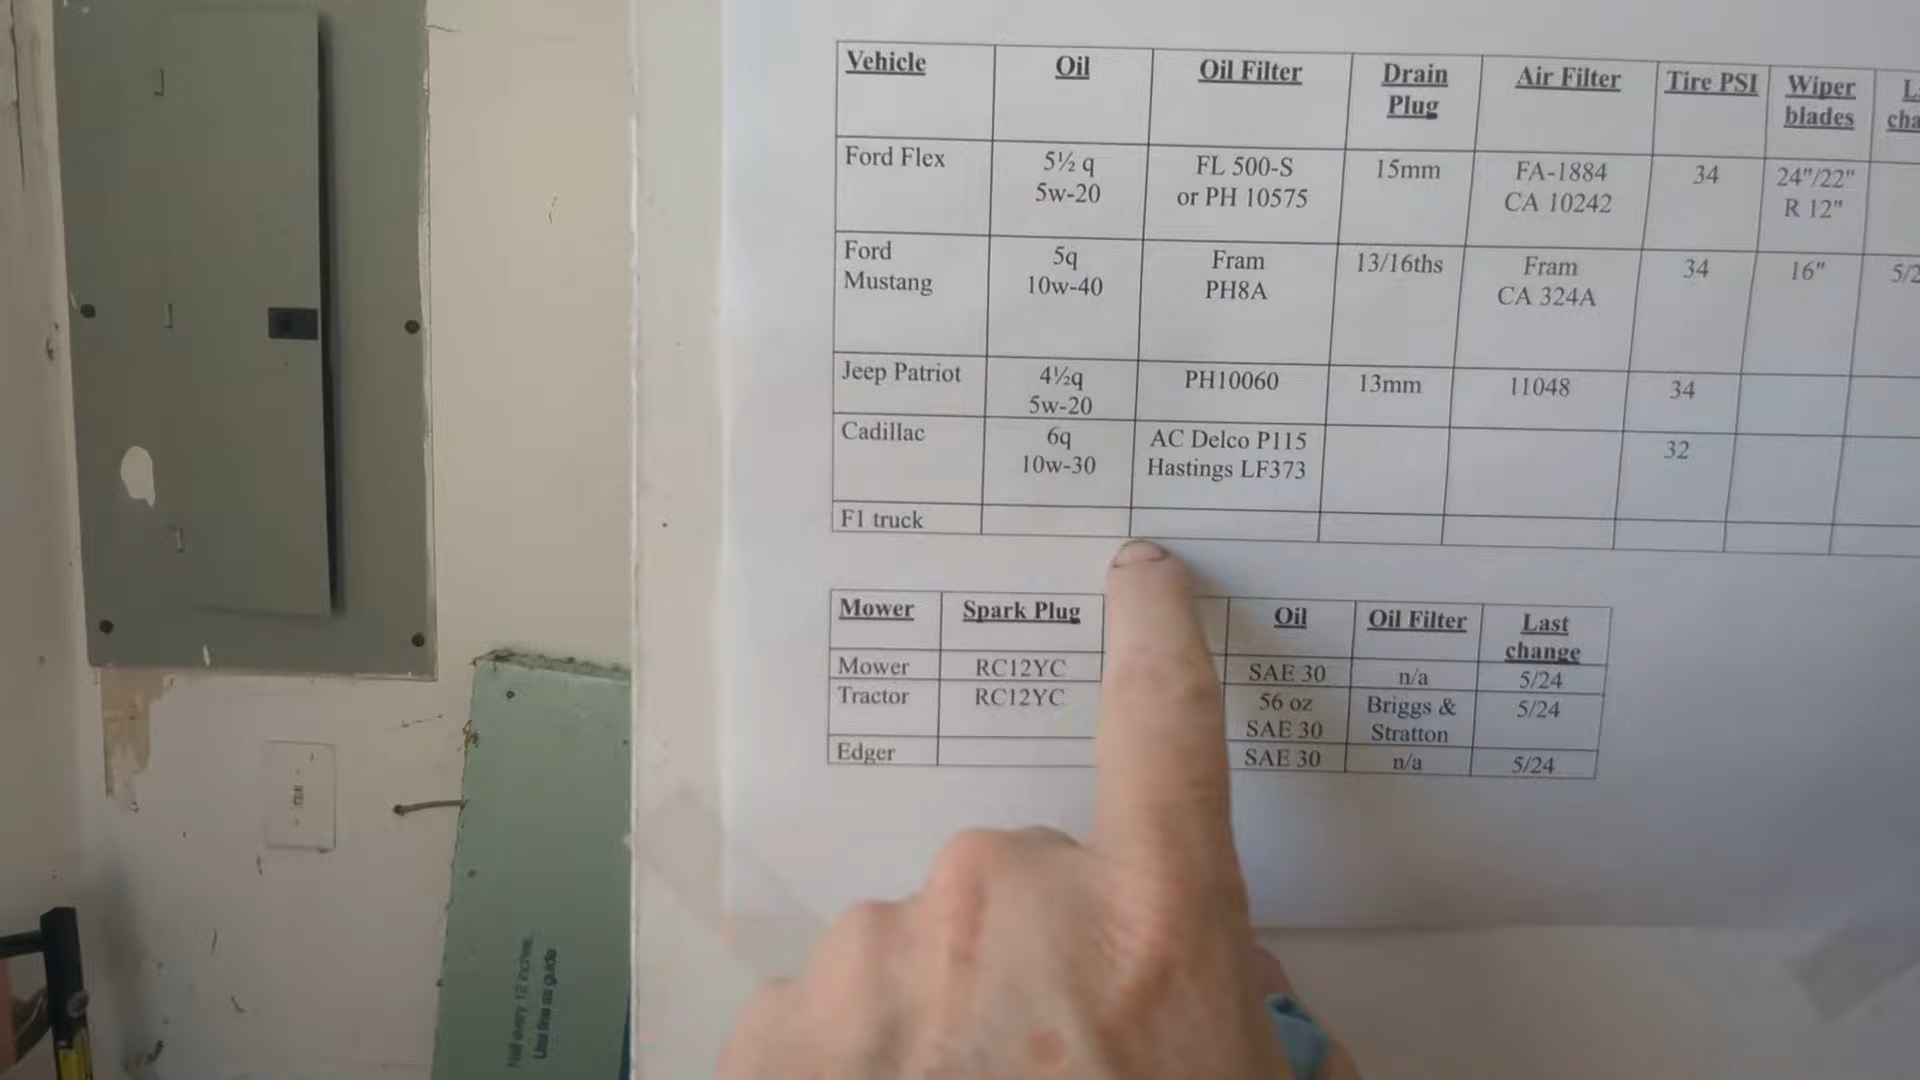 Vehicle Oil Oil Filter Drain Plug Air Filter Tire PSI Wiper blades
Ford Flex 5½ q 5w-20 FL 500-S or PH 10575 15mm FA-1884 CA 10242 34 24"/22" R 12"
Ford Mustang 5q 10w-40 Fram PH8A 13/16ths Fram CA 324A 34 16"
Jeep Patriot 4½q 5w-20 PH10060 13mm 11048 34
Cadillac 6q 10w-30 AC Delco P115 Hastings LF373 32
F1 truck
Mower Spark Plug Oil Oil Filter Last change
Mower RC12YC SAE 30 n/a 5/24
Tractor RC12YC 56 oz SAE 30 Briggs & Stratton 5/24
Edger SAE 30 n/a 5/24
Nail every 12 inches.
Use line as guide